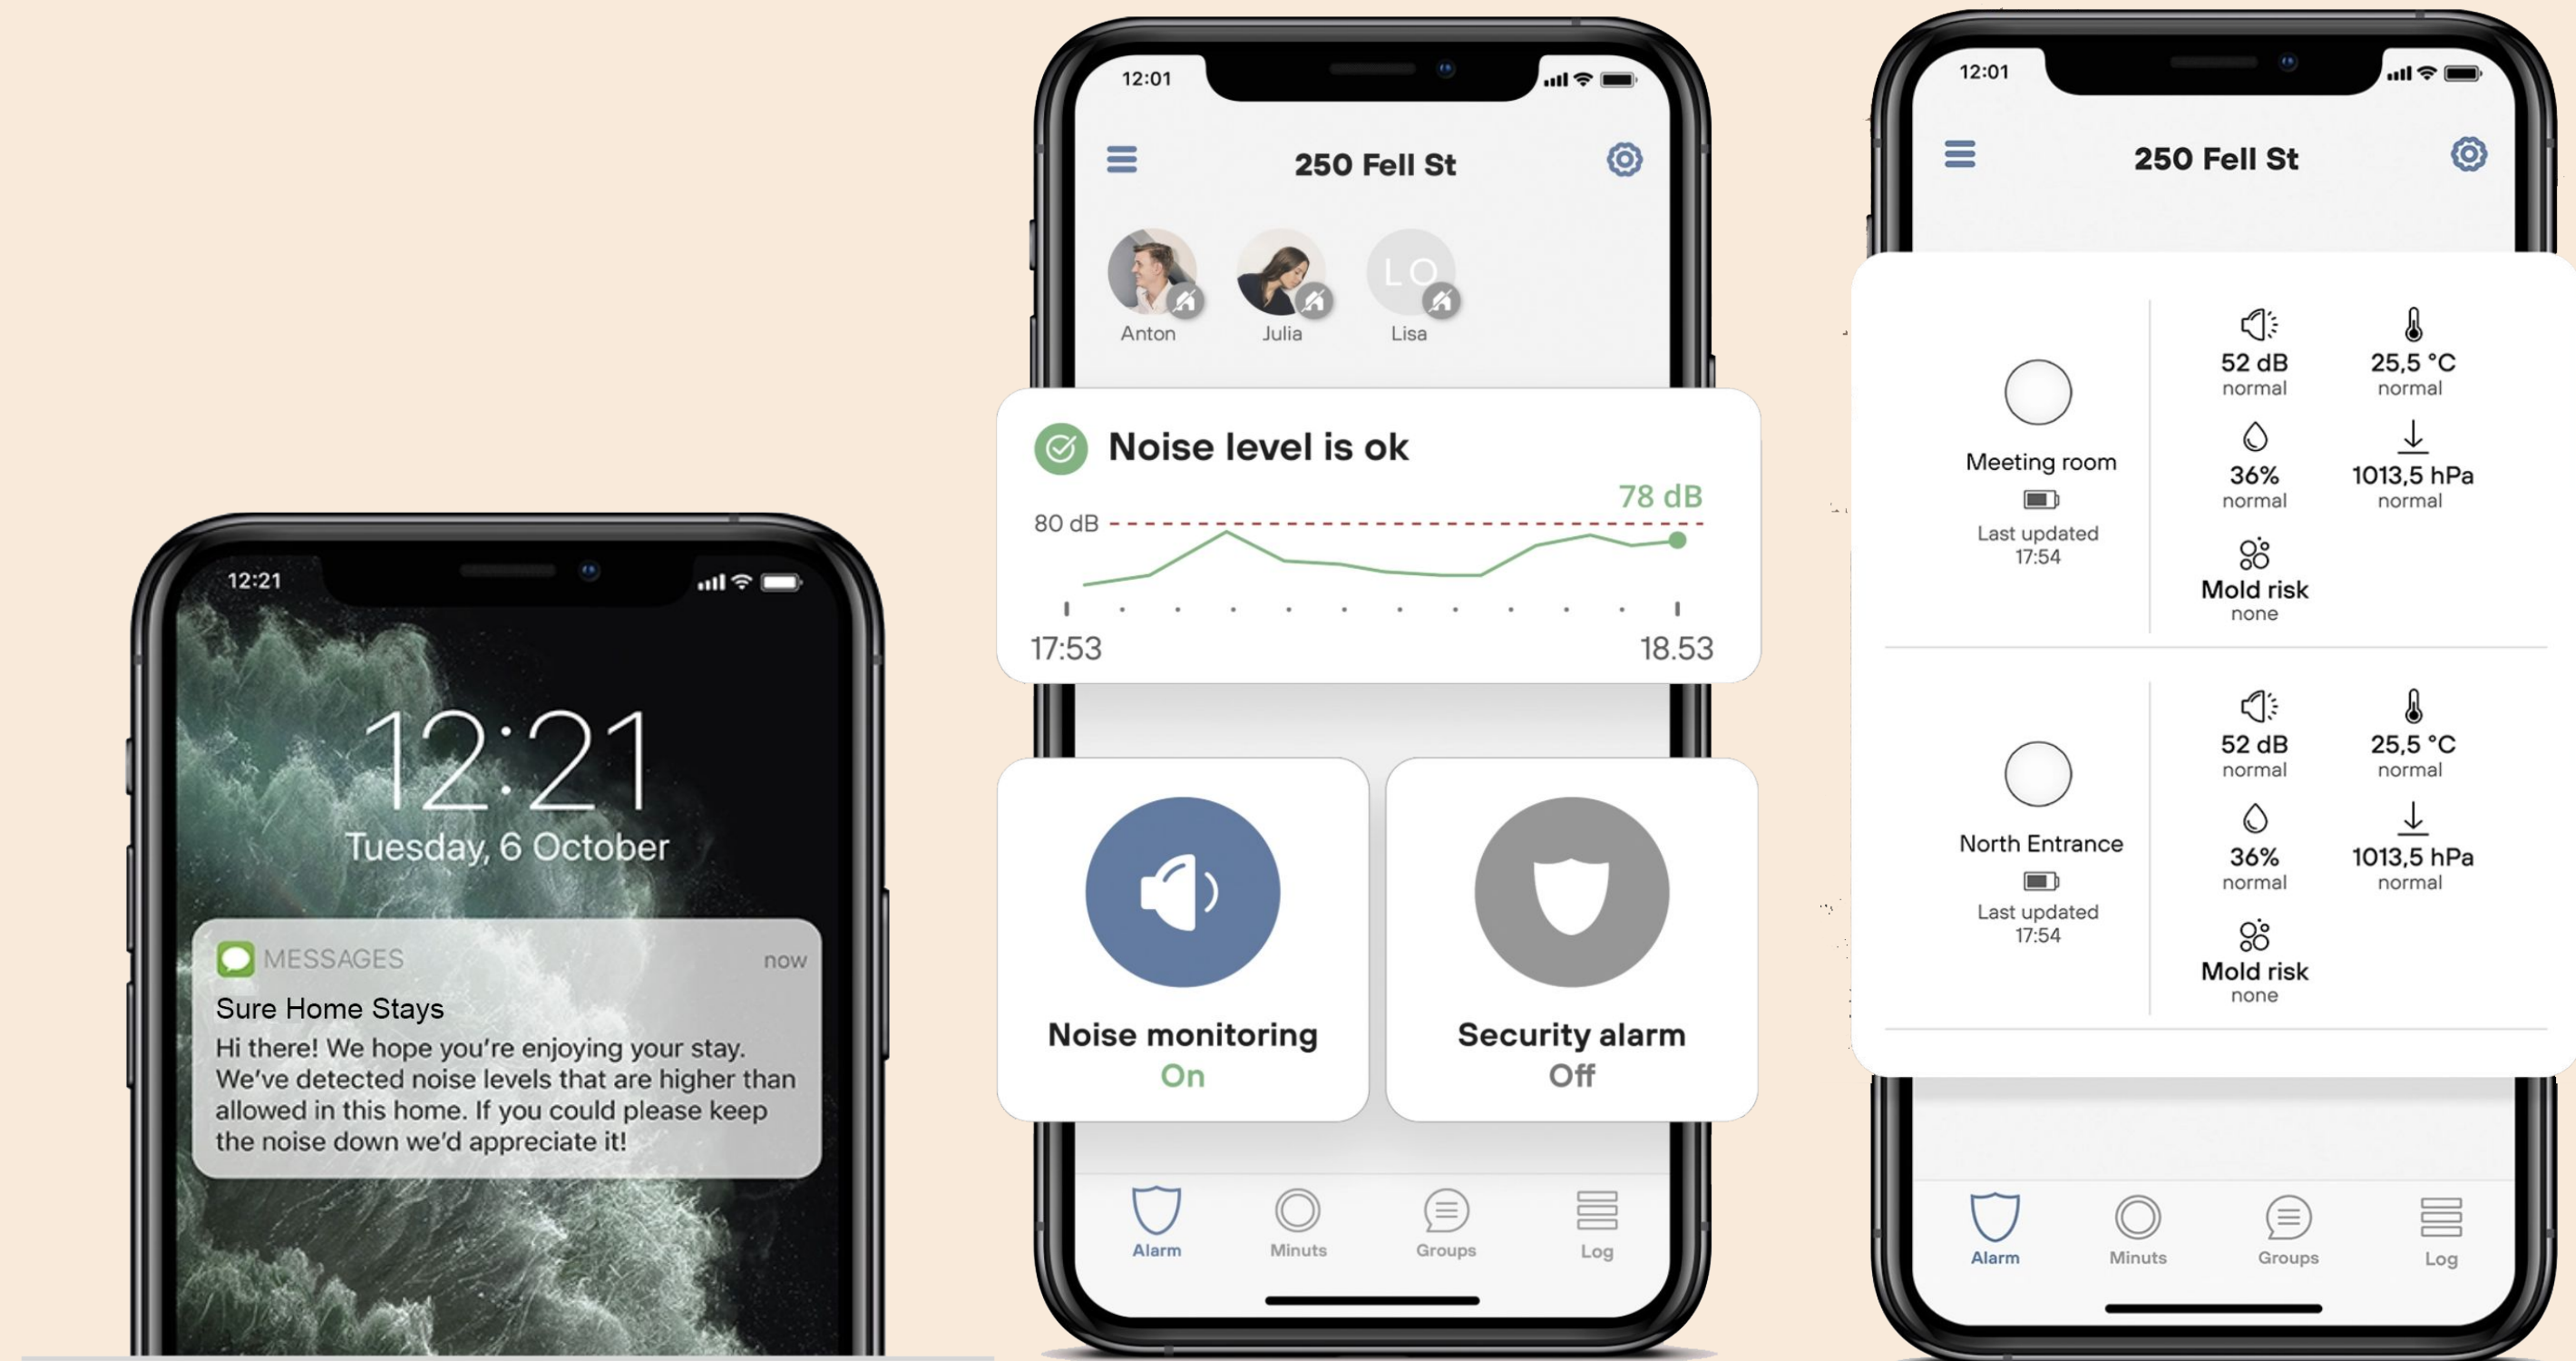 12:21
12:21
Tuesday, 6 October
MESSAGES now
Sure Home Stays
Hi there! We hope you're enjoying your stay.
We've detected noise levels that are higher than
allowed in this home. If you could please keep
the noise down we'd appreciate it!
12:01
250 Fell St
LO
Anton Julia Lisa
Noise level is ok
78 dB
80 dB
17:53 18.53
Noise monitoring
On
Security alarm
Off
Alarm Minuts Groups Log
12:01
250 Fell St
Meeting room
Last updated
17:54
52 dB 25,5 °C
normal normal
36% 1013,5 hPa
normal normal
Mold risk
none
North Entrance
Last updated
17:54
52 dB 25,5 °C
normal normal
36% 1013,5 hPa
normal normal
Mold risk
none
Alarm Minuts Groups Log